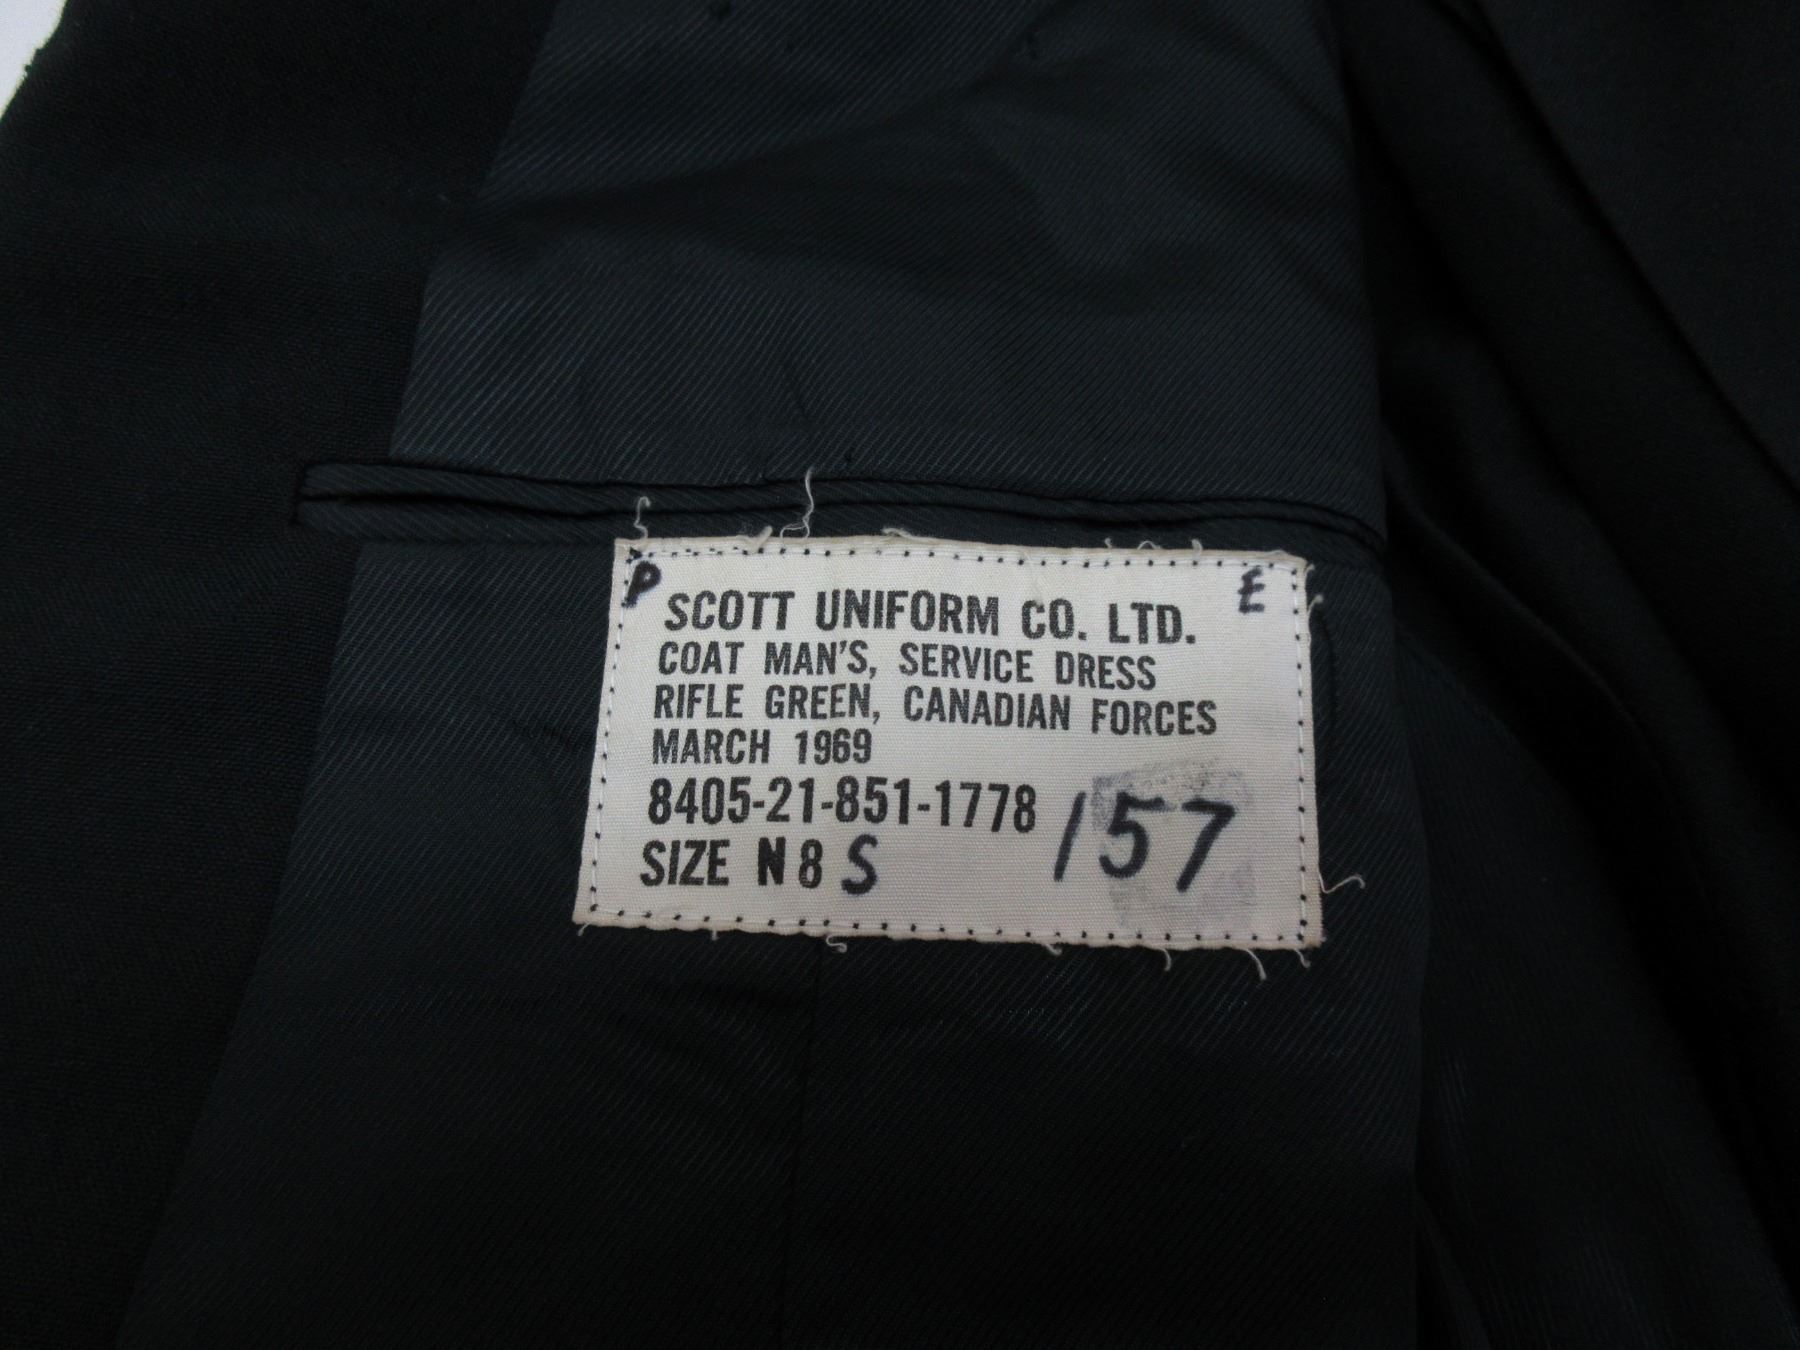 P E
SCOTT UNIFORM CO. LTD.
COAT MAN'S, SERVICE DRESS
RIFLE GREEN, CANADIAN FORCES
MARCH 1969
8405-21-851-1778 157
SIZE N8 S